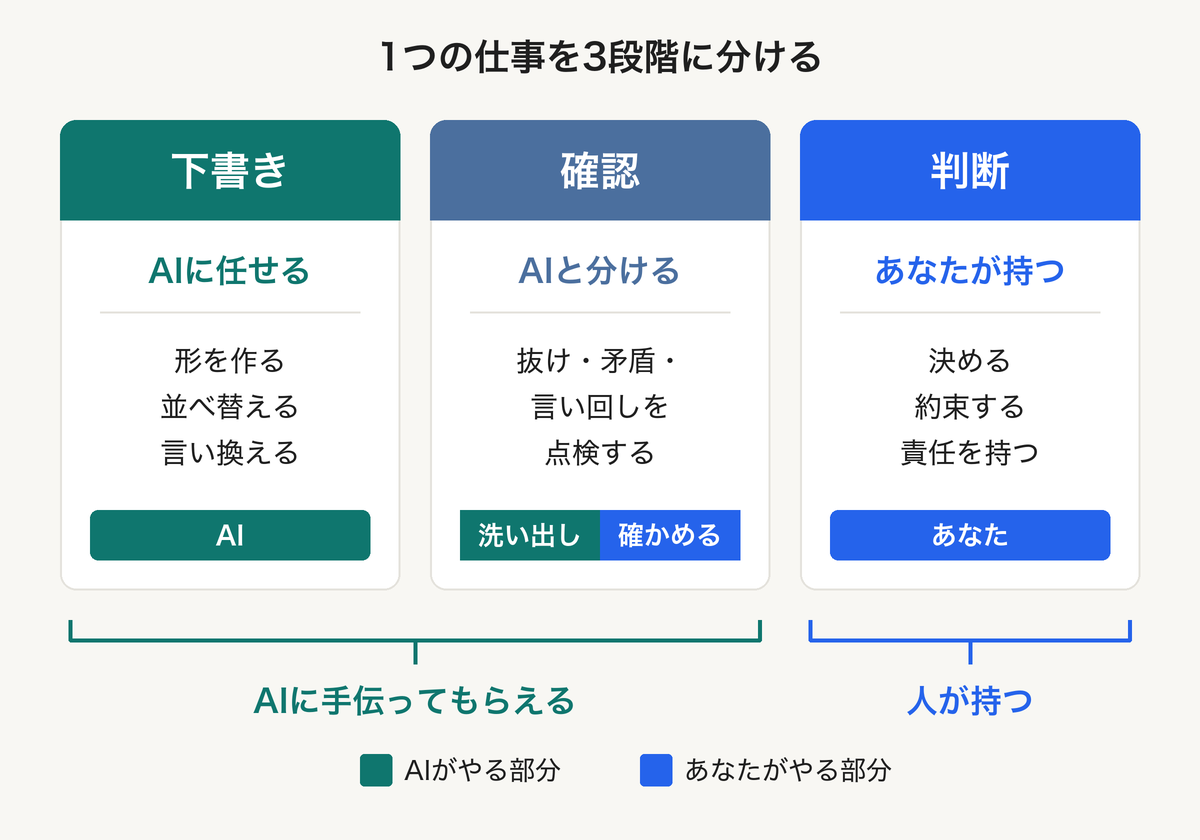 1つの仕事を3段階に分ける
下書き
AIに任せる
形を作る
並べ替える
言い換える
AI
確認
AIと分ける
抜け・矛盾・
言い回しを
点検する
洗い出し
確かめる
判断
あなたが持つ
決める
約束する
責任を持つ
あなた
AIに手伝ってもらえる
人が持つ
AIがやる部分
あなたがやる部分